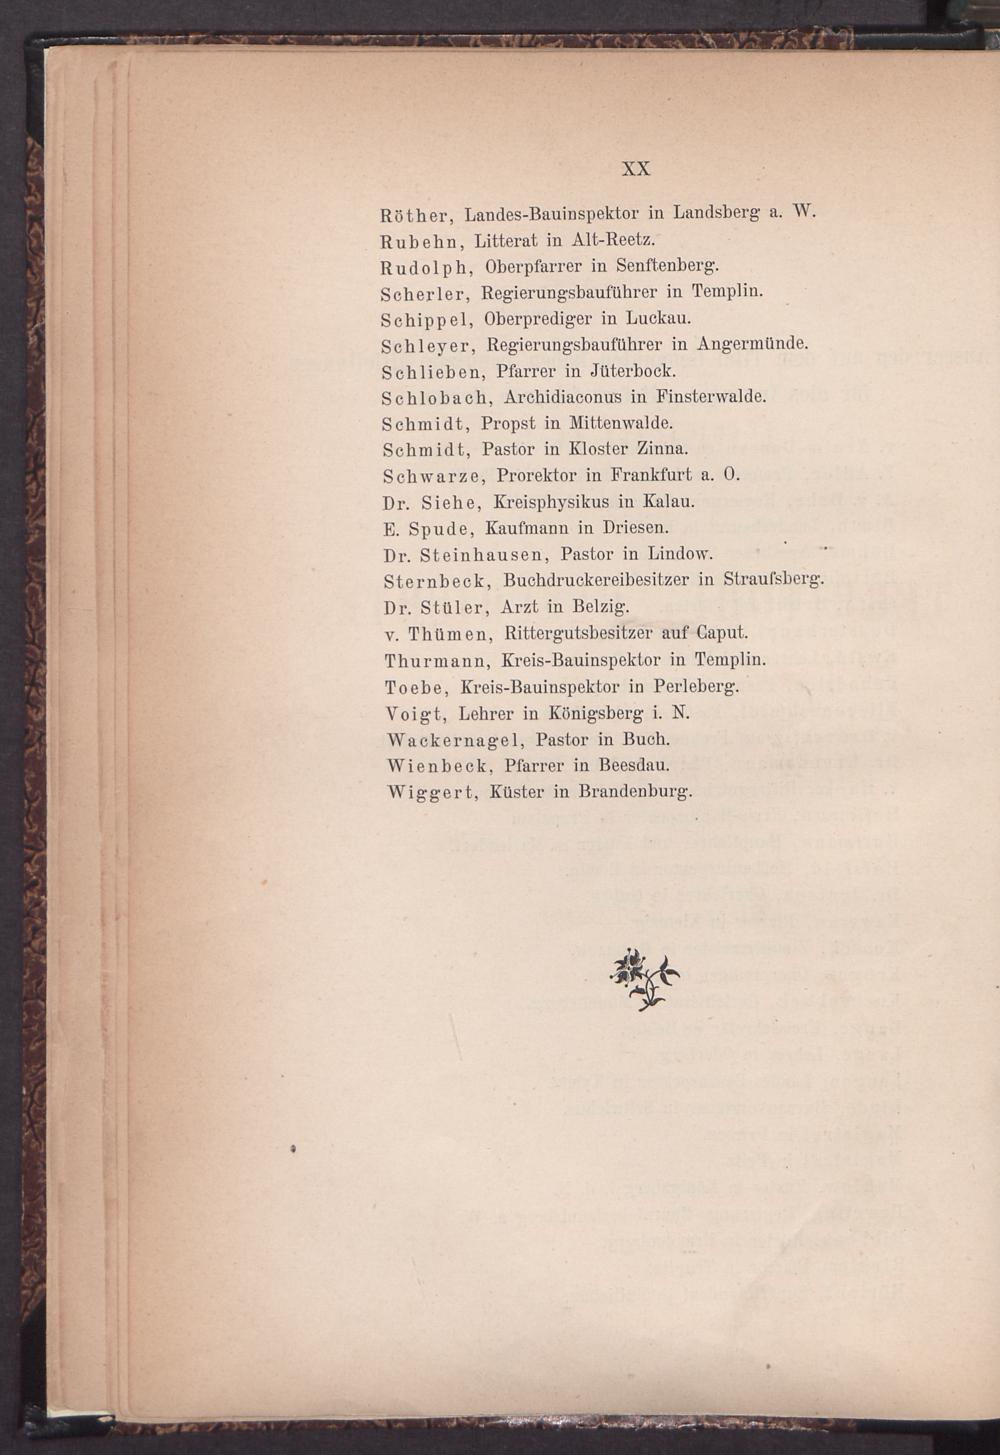 XX
Röther, Landes-Bauinspektor in Landsberg a. W.
Rubehn, Litterat in Alt-Reetz.
Rudolph, Oberpfarrer in Senftenberg.
Scherler, Regierungsbauführer in Templin.
Schippel, Oberprediger in Luckau.
Schleyer, Regierungsbauführer in Angermünde.
Schlieben, Pfarrer in Jüterbock.
Schlobach, Archidiaconus in Finsterwalde.
Schmidt, Propst in Mittenwalde.
Schmidt, Pastor in Kloster Zinna.
Schwarze, Prorektor in Frankfurt a. O.
Dr. Siehe, Kreisphysikus in Kalau.
E. Spude, Kaufmann in Driesen.
Dr. Steinhausen, Pastor in Lindow.
Sternbeck, Buchdruckereibesitzer in Strauſsberg.
Dr. Stüler, Arzt in Belzig.
v. Thümen, Rittergutsbesitzer auf Caput.
Thurmann, Kreis-Bauinspektor in Templin.
Toebe, Kreis-Bauinspektor in Perleberg.
Voigt, Lehrer in Königsberg i. N.
Wackernagel, Pastor in Buch.
Wienbeck, Pfarrer in Beesdau.
Wiggert, Küster in Brandenburg.